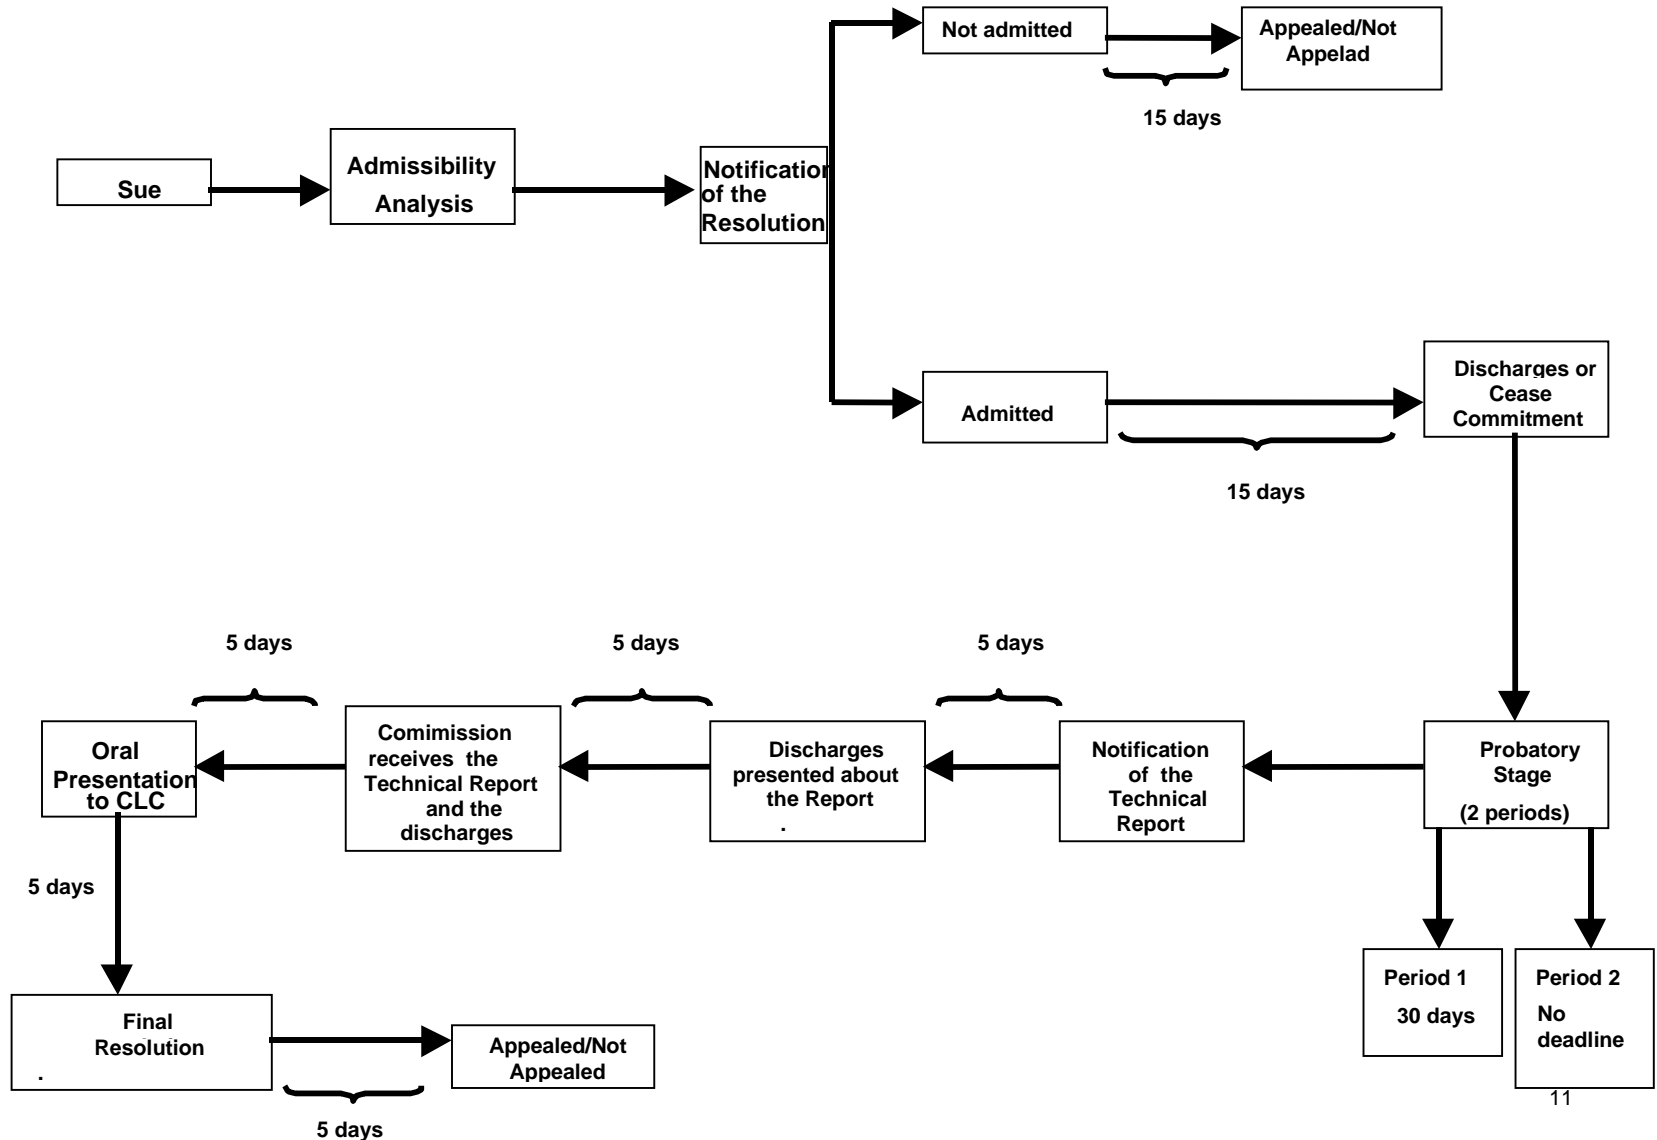 Not admitted
Appealed/Not
Appelad
15 days
Sue
Admissibility
Analysis
Notification
of the
Resolution
Admitted
Discharges or
Cease
Commitment
15 days
5 days
5 days
5 days
Oral
Presentation
to CLC
Comimission
receives the
Technical Report
and the
discharges
Discharges
presented about
the Report
.
Notification
of the
Technical
Report
Probatory
Stage
(2 periods)
5 days
Period 1
30 days
Period 2
No
deadline
Final
Resolution
.
Appealed/Not
Appealed
5 days
11